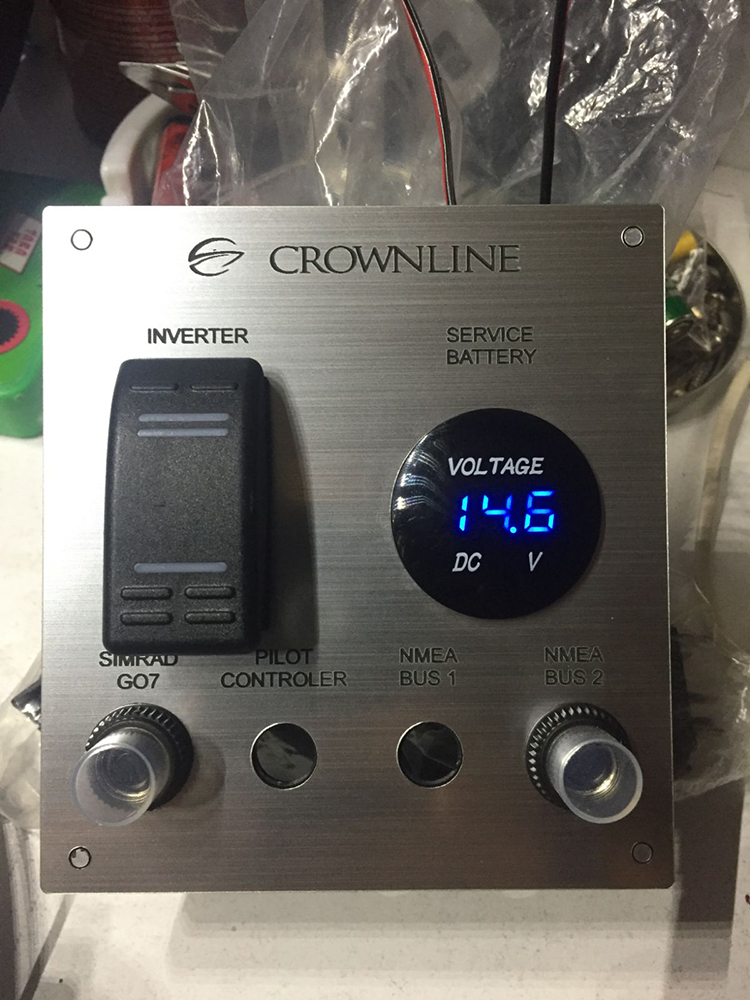 CROWNLINE
INVERTER
SERVICE
BATTERY
VOLTAGE
14.6
DC V
SIMRAD
GO7
PILOT
CONTROLER
NMEA
BUS 1
NMEA
BUS 2